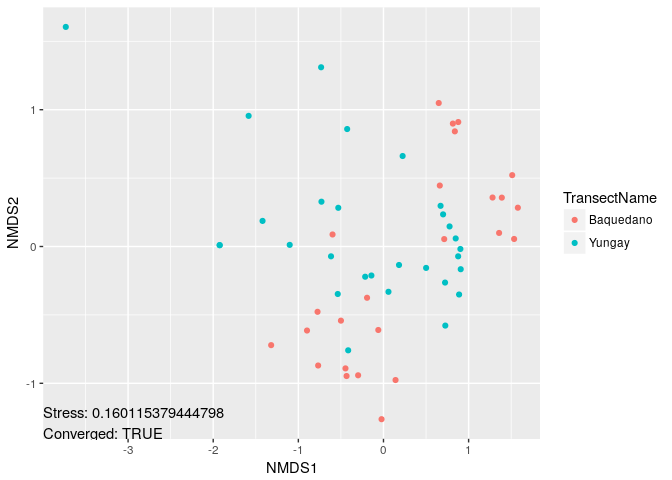 1
0
-1
NMDS2
Stress: 0.160115379444798
Converged: TRUE
-3
-2
-1
0
1
NMDS1
TransectName
Baquedano
Yungay